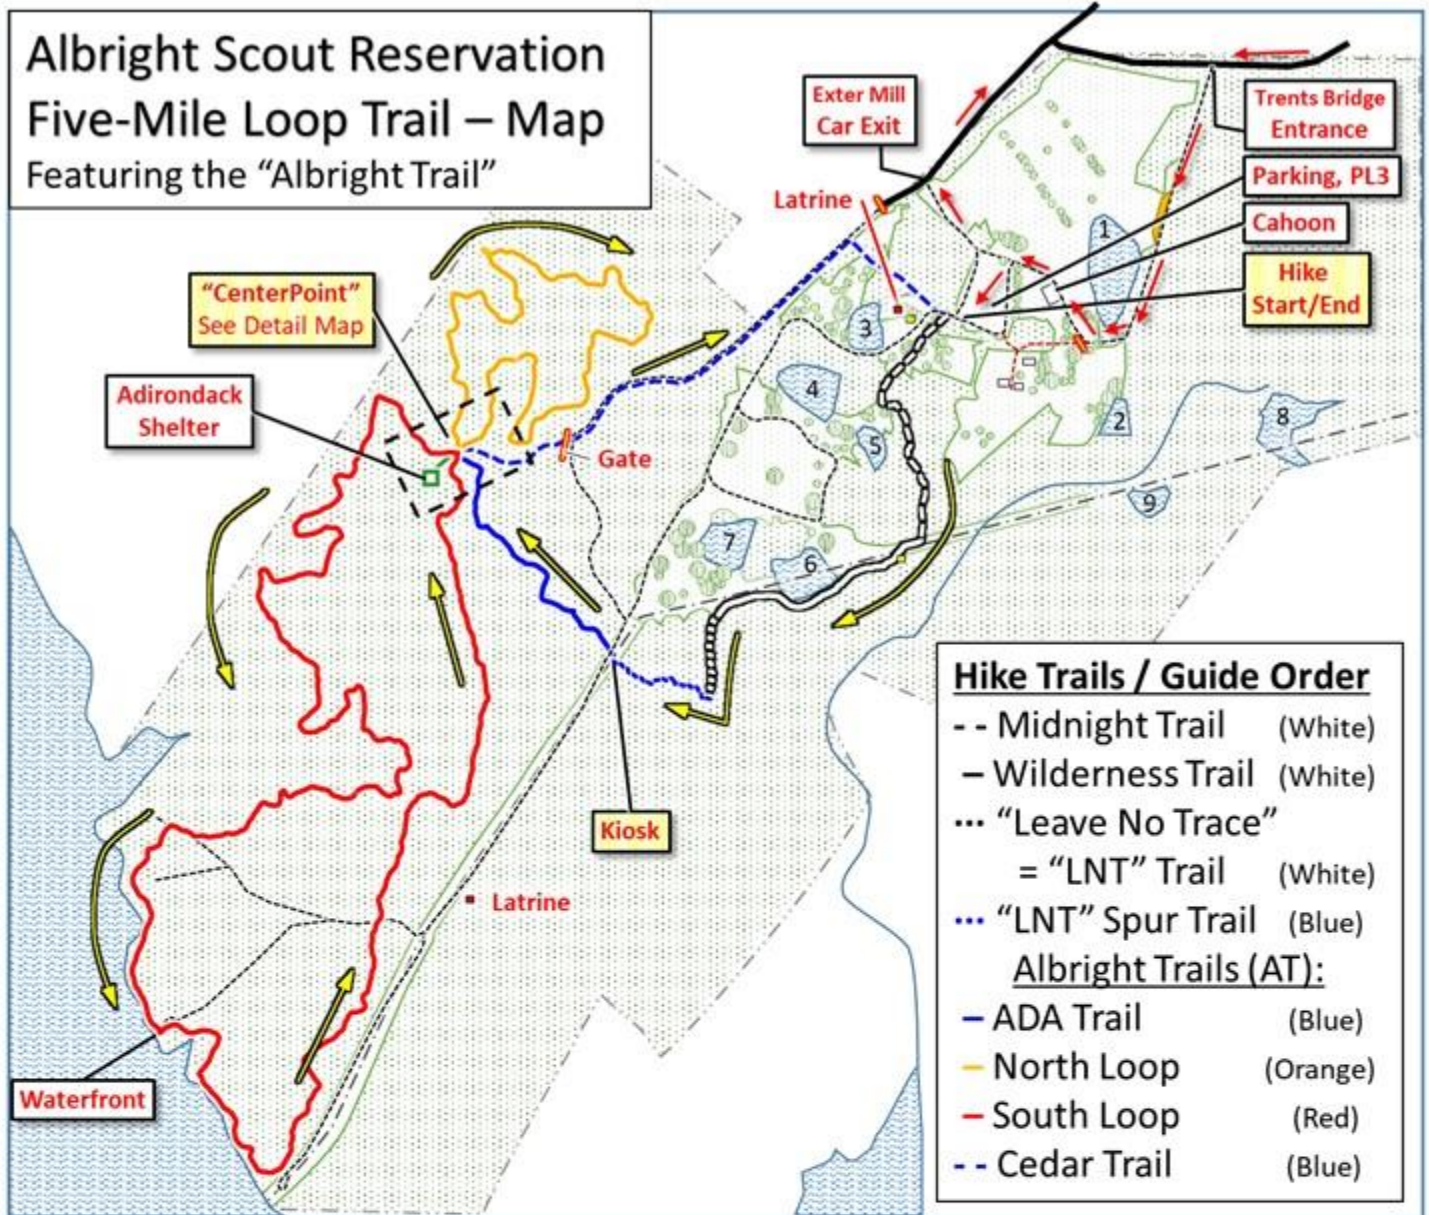 Albright Scout Reservation
Five-Mile Loop Trail – Map
Featuring the “Albright Trail”
Exter Mill
Car Exit
Trents Bridge
Entrance
Parking, PL3
Cahoon
Hike
Start/End
Latrine
“CenterPoint”
See Detail Map
Adirondack
Shelter
Gate
1
2
3
4
5
6
7
8
9
Kiosk
Latrine
Waterfront
Hike Trails / Guide Order
-- Midnight Trail (White)
– Wilderness Trail (White)
... “Leave No Trace”
= “LNT” Trail (White)
... “LNT” Spur Trail (Blue)
Albright Trails (AT):
– ADA Trail (Blue)
– North Loop (Orange)
– South Loop (Red)
-- Cedar Trail (Blue)